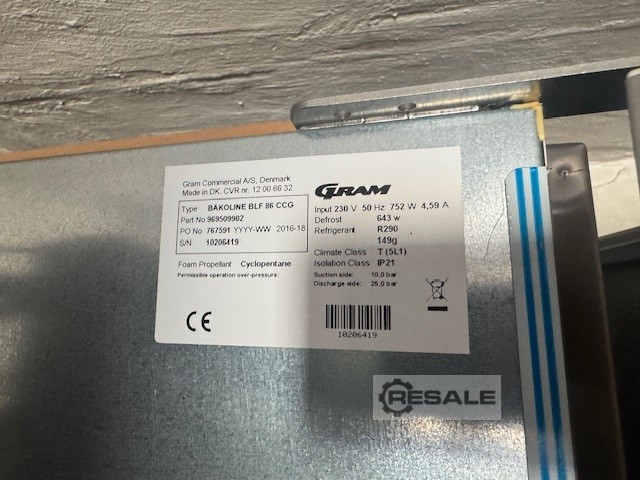 Gram Commercial A/S, Denmark
Made in DK. CVR nr. 12 00 66 32
Type BÄKOLINE BLF 86 CCG
Part No 969509902
PO No 767591 YYYY-WW 2016-18
S/N 10206419
Foam Propellant Cyclopentane
Permissible operation over-pressure:
CE
GRAM
Input 230 V 50 Hz 752 W 4,59 A
Defrost 643 w
Refrigerant R290
149g
Climate Class T (5L1)
Isolation Class IP21
Suction side: 10,0 bar
Discharge side: 25,0 bar
10206419
RESALE